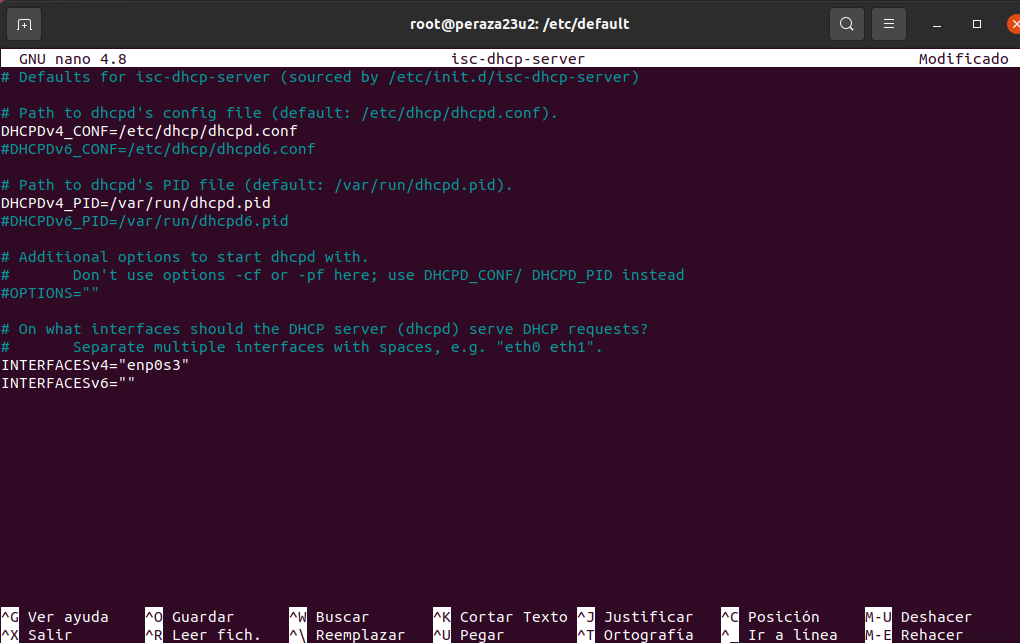 root@peraza23u2: /etc/default
GNU nano 4.8 isc-dhcp-server Modificado
# Defaults for isc-dhcp-server (sourced by /etc/init.d/isc-dhcp-server)
# Path to dhcpd's config file (default: /etc/dhcp/dhcpd.conf).
DHCPDv4_CONF=/etc/dhcp/dhcpd.conf
#DHCPDv6_CONF=/etc/dhcp/dhcpd6.conf
# Path to dhcpd's PID file (default: /var/run/dhcpd.pid).
DHCPDv4_PID=/var/run/dhcpd.pid
#DHCPDv6_PID=/var/run/dhcpd6.pid
# Additional options to start dhcpd with.
#       Don't use options -cf or -pf here; use DHCPD_CONF/ DHCPD_PID instead
#OPTIONS=""
# On what interfaces should the DHCP server (dhcpd) serve DHCP requests?
#       Separate multiple interfaces with spaces, e.g. "eth0 eth1".
INTERFACESv4="enp0s3"
INTERFACESv6=""
^G Ver ayuda ^O Guardar ^W Buscar ^K Cortar Texto ^J Justificar ^C Posición M-U Deshacer
^X Salir ^R Leer fich. ^\ Reemplazar ^U Pegar ^T Ortografía ^_ Ir a línea M-E Rehacer